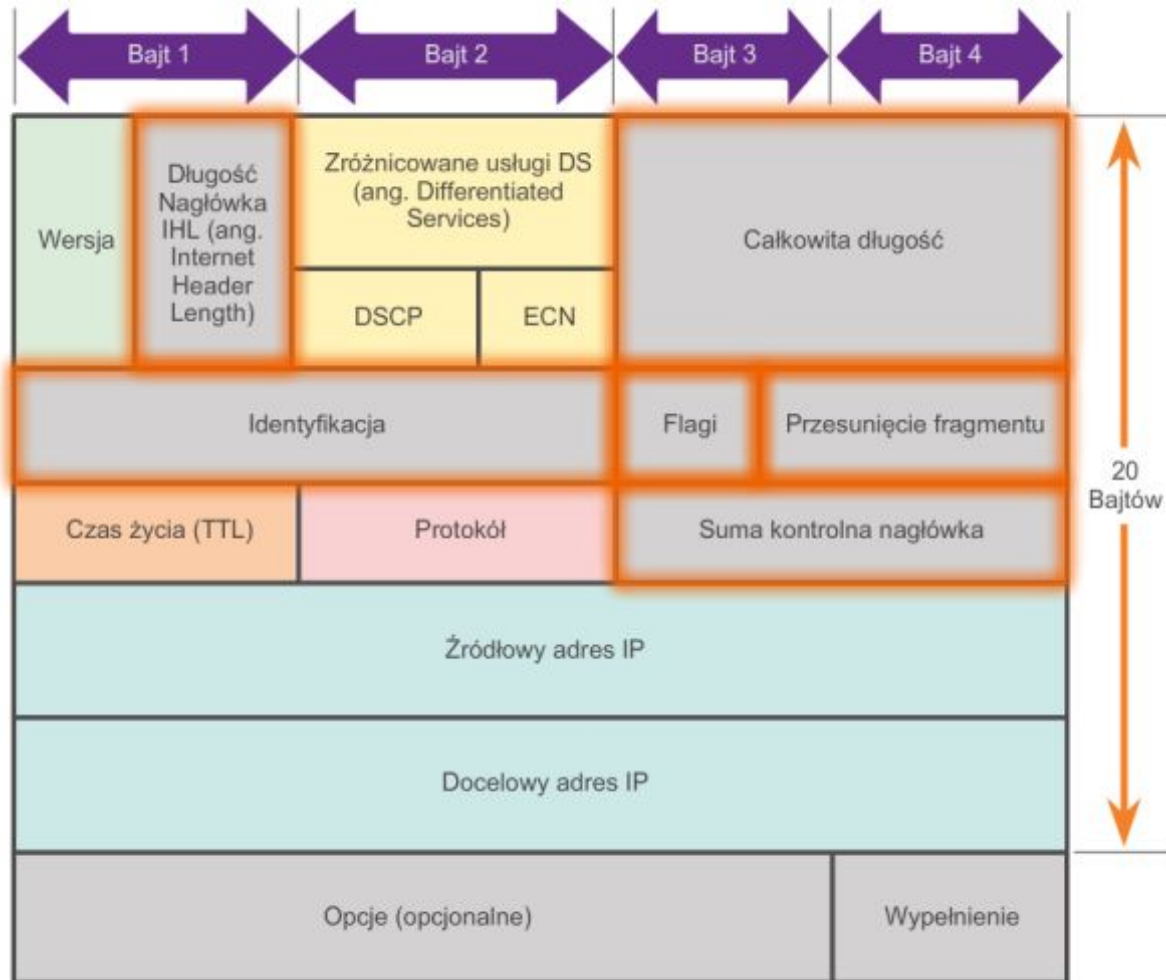 Bajt 1
Bajt 2
Bajt 3
Bajt 4
Wersja
Długość
Nagłówka
IHL (ang.
Internet
Header
Length)
Zróżnicowane usługi DS
(ang. Differentiated
Services)
DSCP
ECN
Całkowita długość
Identyfikacja
Flagi
Przesunięcie fragmentu
Czas życia (TTL)
Protokół
Suma kontrolna nagłówka
Źródłowy adres IP
Docelowy adres IP
20
Bajtów
Opcje (opcjonalne)
Wypełnienie